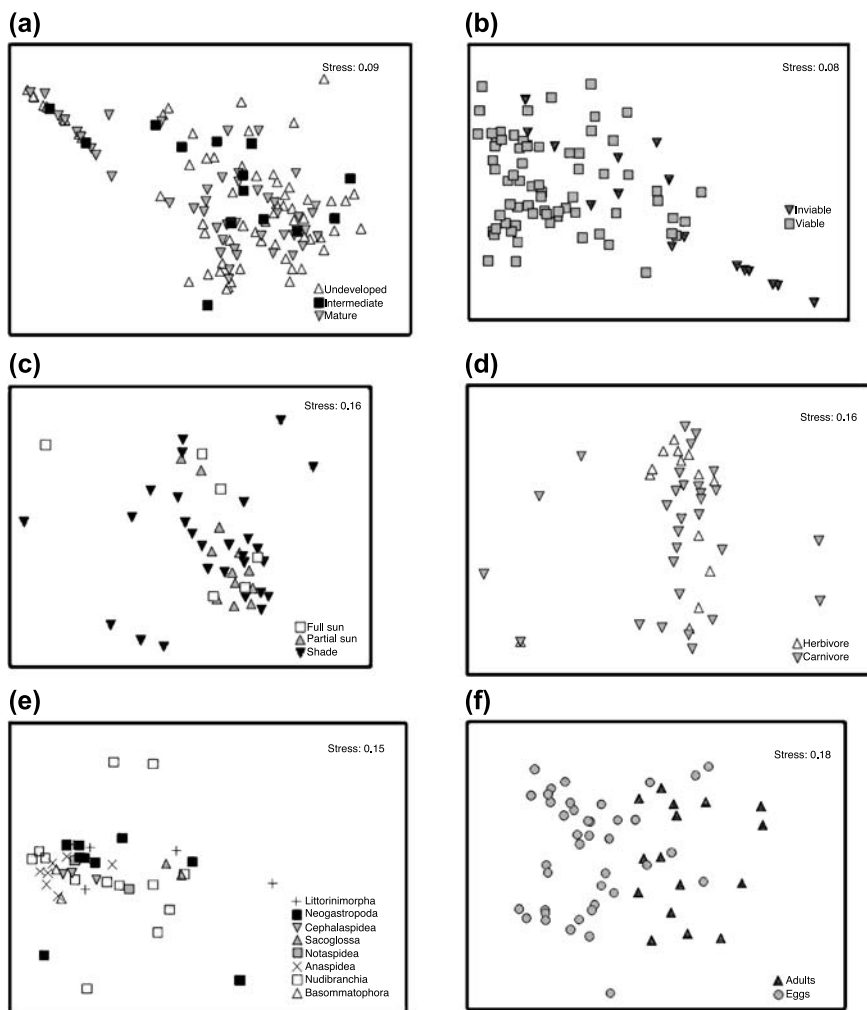 (a)
Stress: 0.09
Undeveloped
Intermediate
Mature
(b)
Stress: 0.08
Inviable
Viable
(c)
Stress: 0.16
Full sun
Partial sun
Shade
(d)
Stress: 0.16
Herbivore
Carnivore
(e)
Stress: 0.15
Littorinimorpha
Neogastropoda
Cephalaspidea
Sacoglossa
Notaspidea
Anaspidea
Nudibranchia
Basommatophora
(f)
Stress: 0.18
Adults
Eggs